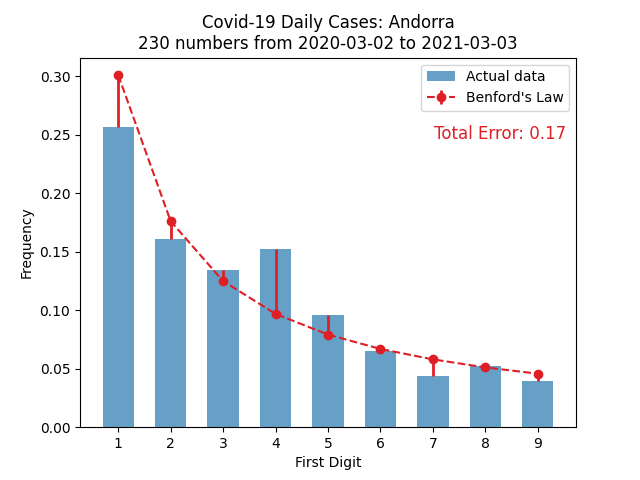 Covid-19 Daily Cases: Andorra
230 numbers from 2020-03-02 to 2021-03-03
Actual data
Benford's Law
Total Error: 0.17
Frequency
0.30
0.25
0.20
0.15
0.10
0.05
0.00
1 2 3 4 5 6 7 8 9
First Digit